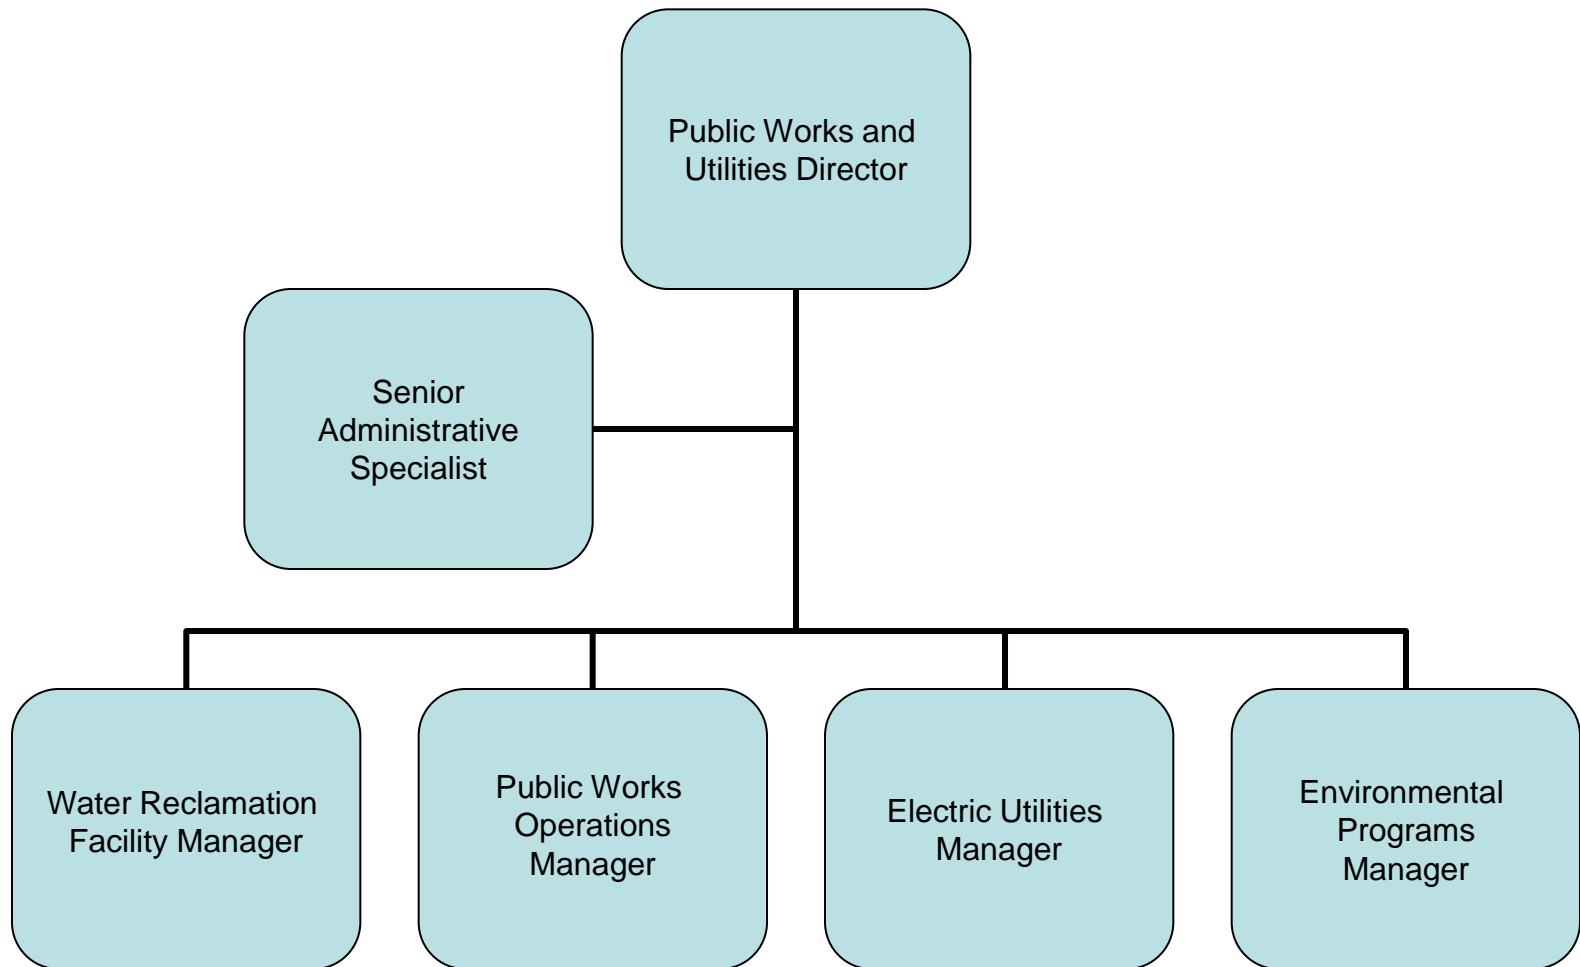 Public Works and
Utilities Director
Senior
Administrative
Specialist
Water Reclamation
Facility Manager
Public Works
Operations
Manager
Electric Utilities
Manager
Environmental
Programs
Manager